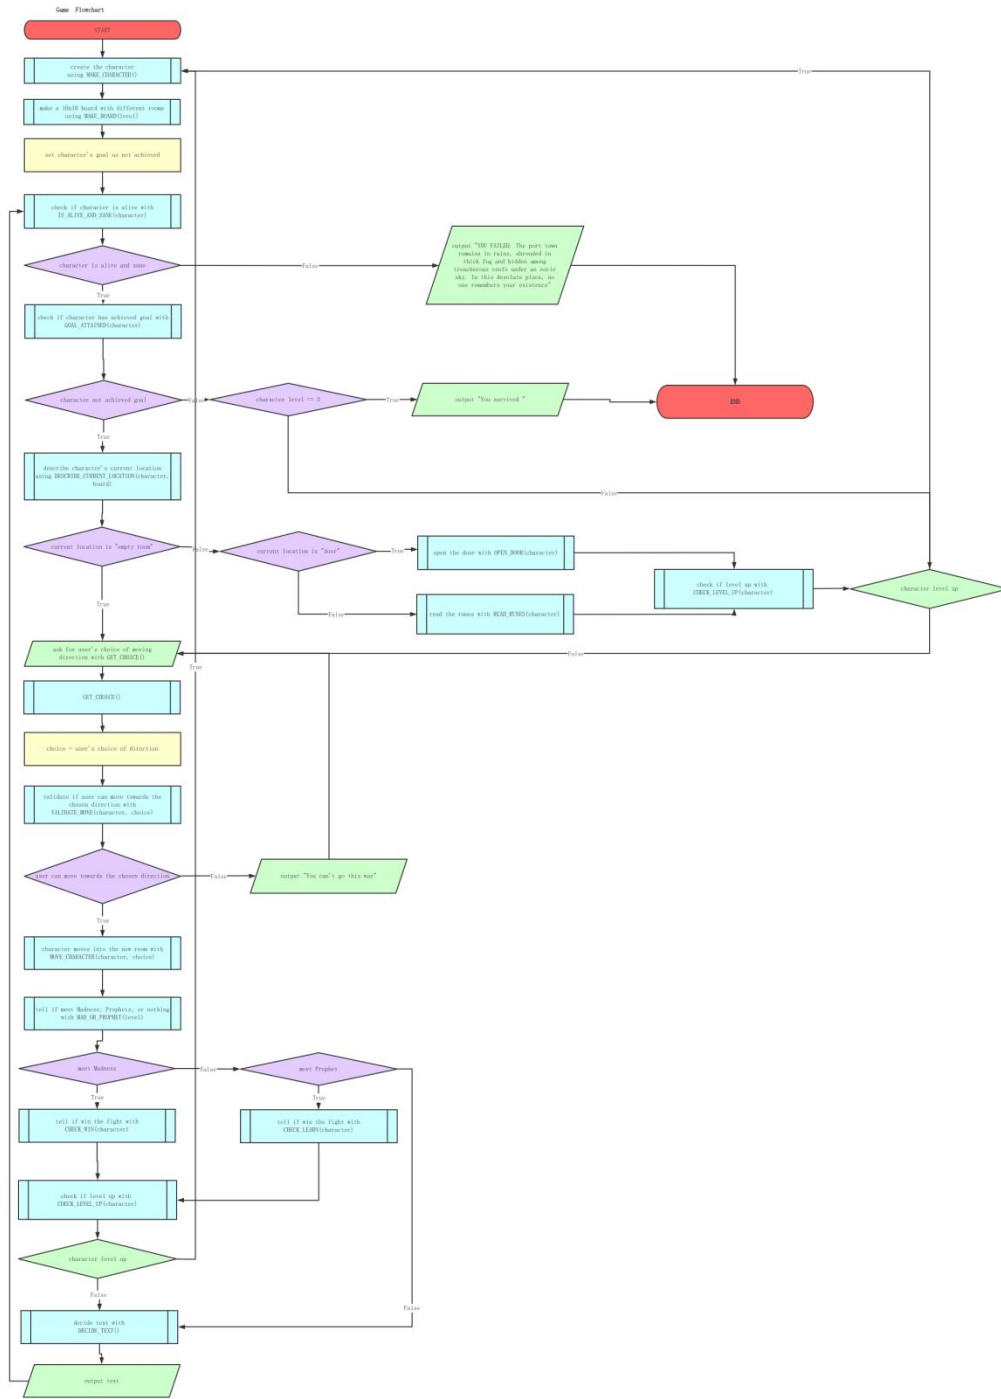 Game Flowchart
START
create the character
using MAKE_CHARACTER()
True
make a 10x10 board with different rooms
using MAKE_BOARD(level)
set character's goal as not achieved
check if character is alive with
IS_ALIVE_AND_SANE(character)
character is alive and sane
False
output "YOU FAILED. The port town
remains in ruins, shrouded in
thick fog and hidden among
treacherous reefs under an eerie
sky. In this desolate place, no
one remembers your existence"
True
check if character has achieved goal with
GOAL_ATTAINED(character)
character not achieved goal
False
character level == 3
True
output "You survived "
END
True
describe character's current location
using DESCRIBE_CURRENT_LOCATION(character,
board)
False
current location is "empty room"
False
current location is "door"
True
open the door with OPEN_DOOR(character)
check if level up with
CHECK_LEVEL_UP(character)
character level up
False
read the runes with READ_RUNES(character)
True
ask for user's choice of moving
direction with GET_CHOICE()
False
True
GET_CHOICE()
choice = user's choice of direction
validate if user can move towards the
chosen direction with
VALIDATE_MOVE(character, choice)
user can move towards the chosen direction
False
output "You can't go this way"
True
character moves into the new room with
MOVE_CHARACTER(character, choice)
tell if meet Madness; Prophets; or nothing
with MAD_OR_PROPHET(level)
meet Madness
False
meet Prophet
True
True
tell if win the fight with
CHECK_WIN(character)
tell if win the fight with
CHECK_LEARN(character)
check if level up with
CHECK_LEVEL_UP(character)
character level up
False
False
decide text with
DECIDE_TEXT()
output text